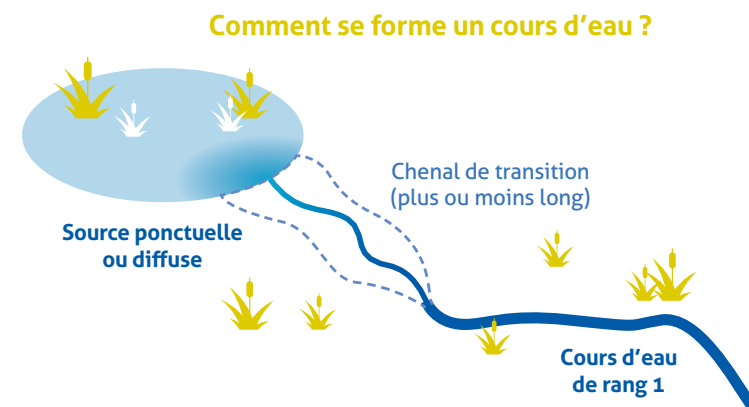 Comment se forme un cours d’eau ?
Chenal de transition
(plus ou moins long)
Source ponctuelle
ou diffuse
Cours d’eau
de rang 1